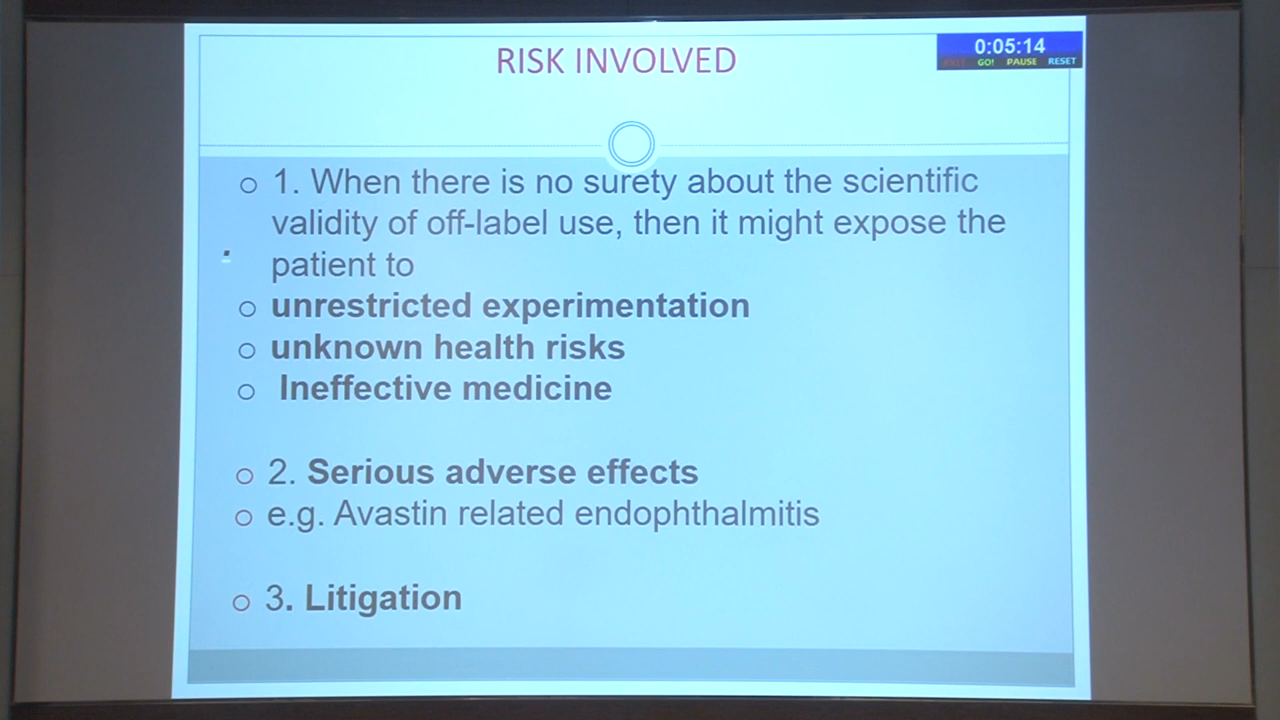 RISK INVOLVED
0:05:14
EXIT GO! PAUSE RESET
○ 1. When there is no surety about the scientific
validity of off-label use, then it might expose the
patient to
○ unrestricted experimentation
○ unknown health risks
○ Ineffective medicine
○ 2. Serious adverse effects
○ e.g. Avastin related endophthalmitis
○ 3. Litigation